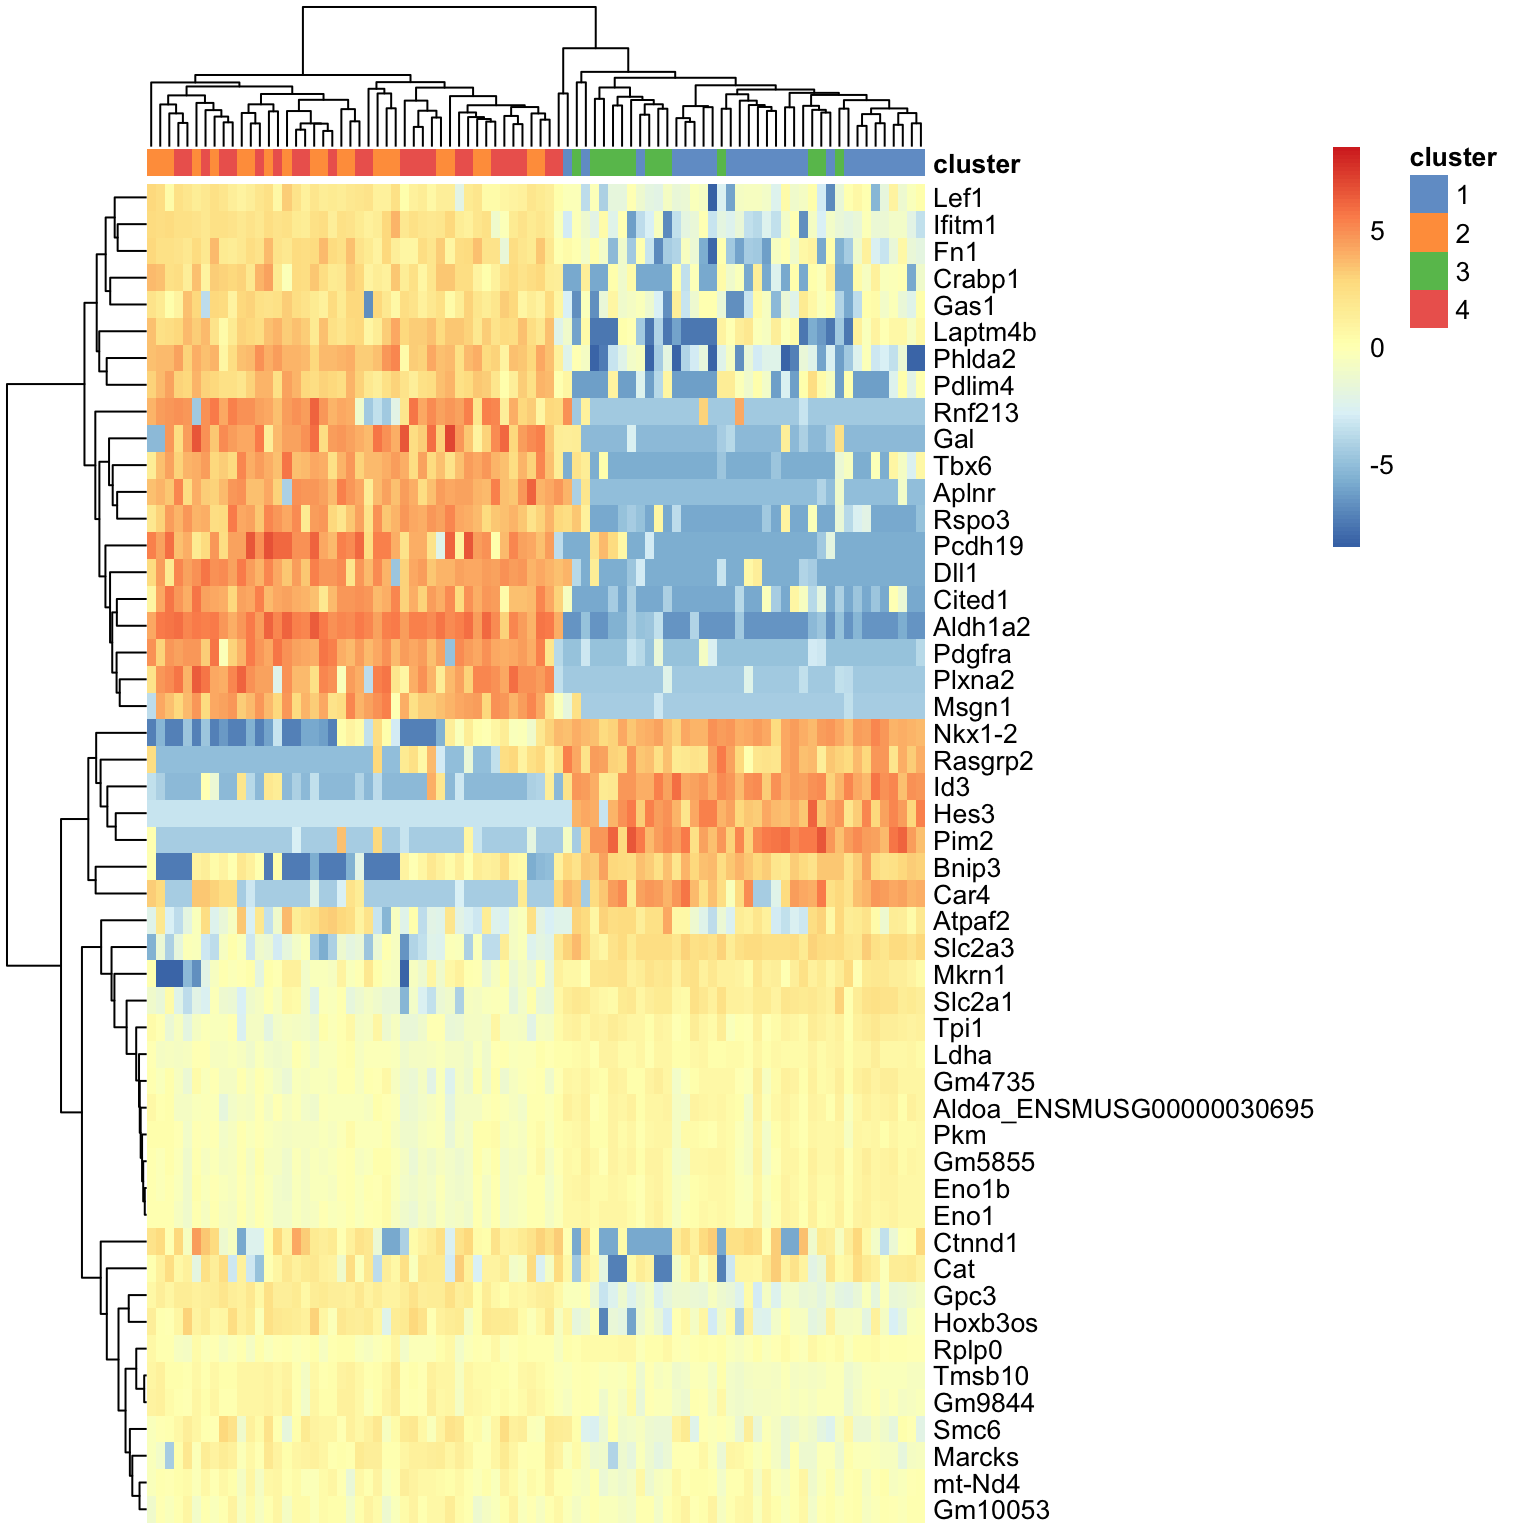 cluster
Lef1
Ifitm1
Fn1
Crabp1
Gas1
Laptm4b
Phlda2
Pdlim4
Rnf213
Gal
Tbx6
Aplnr
Rspo3
Pcdh19
Dll1
Cited1
Aldh1a2
Pdgfra
Plxna2
Msgn1
Nkx1-2
Rasgrp2
Id3
Hes3
Pim2
Bnip3
Car4
Atpaf2
Slc2a3
Mkrn1
Slc2a1
Tpi1
Ldha
Gm4735
Aldoa_ENSMUSG00000030695
Pkm
Gm5855
Eno1b
Eno1
Ctnnd1
Cat
Gpc3
Hoxb3os
Rplp0
Tmsb10
Gm9844
Smc6
Marcks
mt-Nd4
Gm10053
5
0
-5
cluster
1
2
3
4